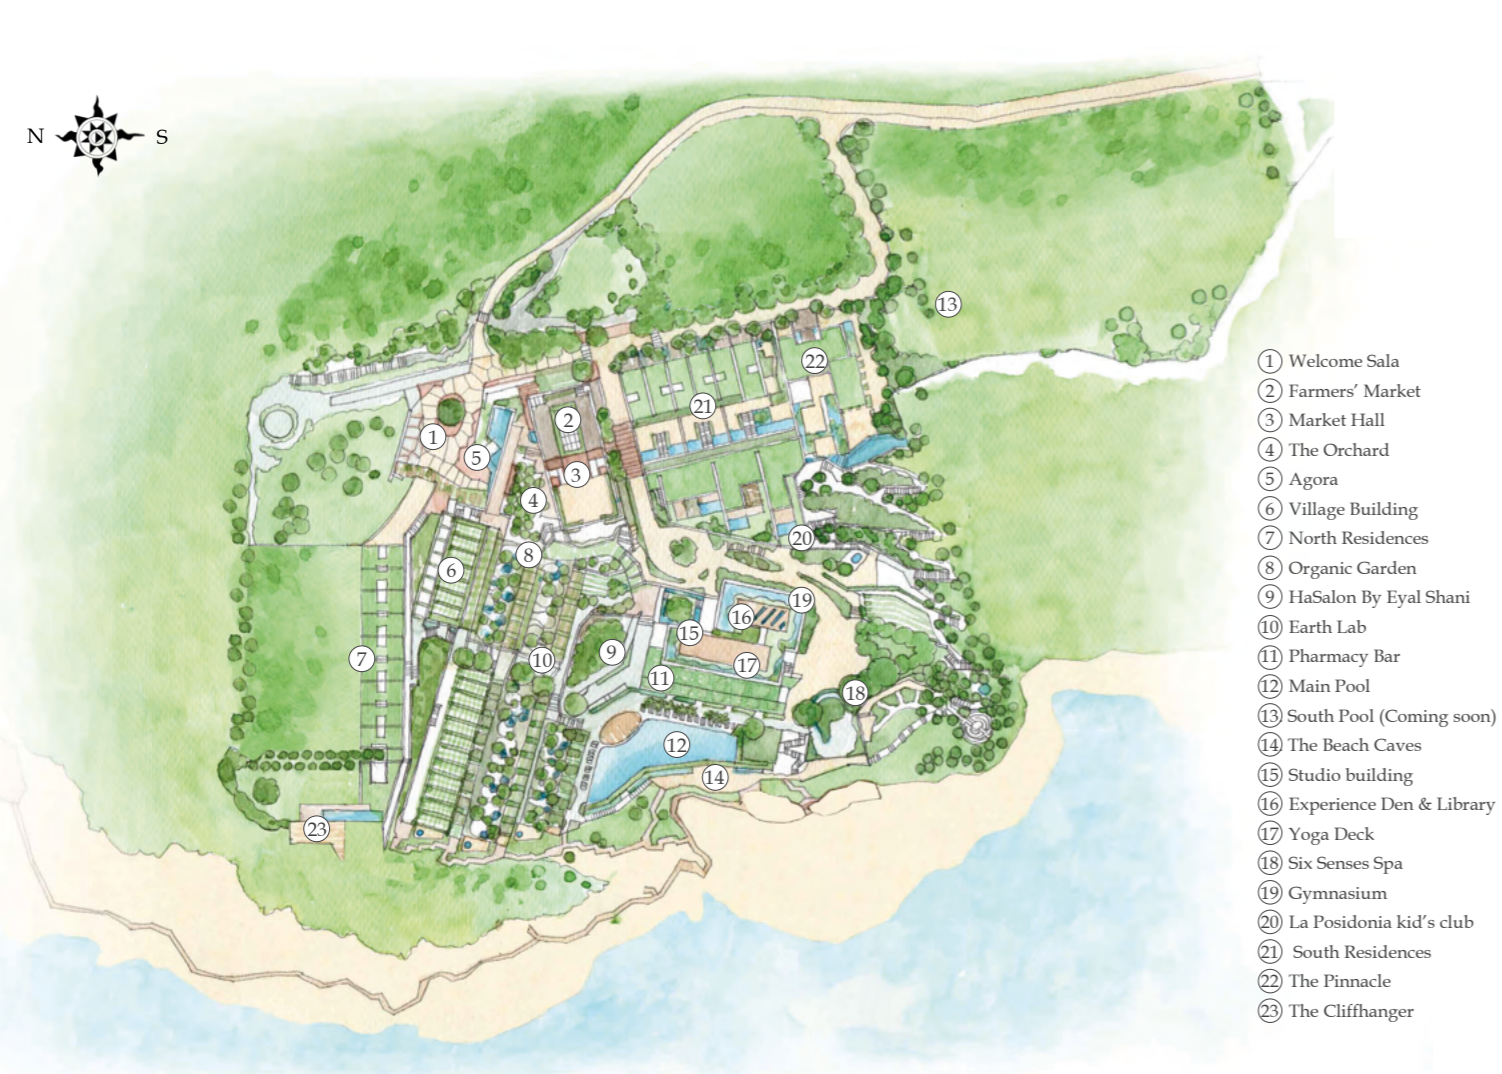 N S
13
22
21
2
1
5
3
4
20
8
6
19
16
15
9
7
10
17
11
18
12
14
23
1 Welcome Sala
2 Farmers’ Market
3 Market Hall
4 The Orchard
5 Agora
6 Village Building
7 North Residences
8 Organic Garden
9 HaSalon By Eyal Shani
10 Earth Lab
11 Pharmacy Bar
12 Main Pool
13 South Pool (Coming soon)
14 The Beach Caves
15 Studio building
16 Experience Den & Library
17 Yoga Deck
18 Six Senses Spa
19 Gymnasium
20 La Posidonia kid’s club
21 South Residences
22 The Pinnacle
23 The Cliffhanger